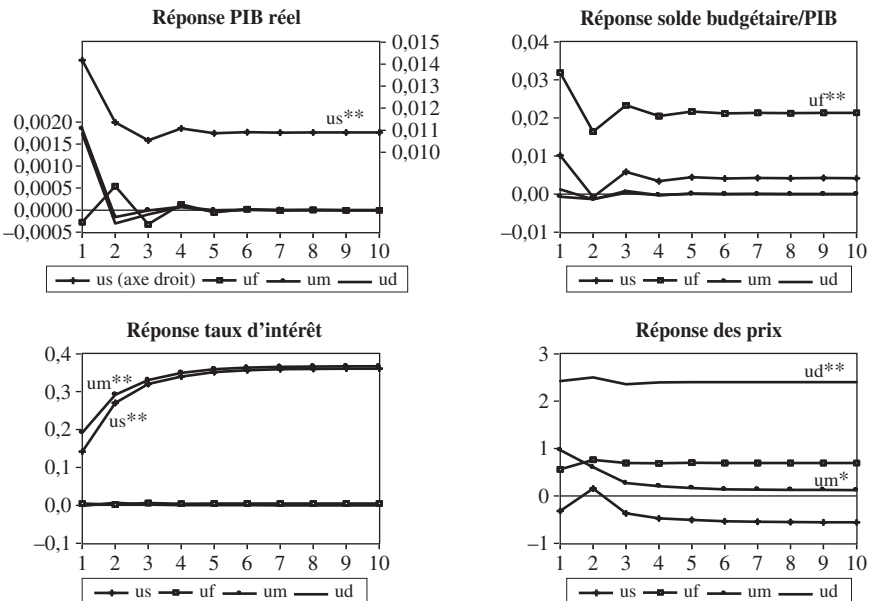 Réponse PIB réel
0,015
0,014
0,013
0,012
0,011
0,010
us**
0,0020
0,0015
0,0010
0,0005
0,0000
–0,0005
1 2 3 4 5 6 7 8 9 10
us (axe droit) uf um ud
Réponse solde budgétaire/PIB
0,04
0,03
0,02
0,01
0,00
–0,01
uf**
1 2 3 4 5 6 7 8 9 10
us uf um ud
Réponse taux d'intérêt
0,4
0,3
0,2
0,1
0,0
–0,1
um**
us**
1 2 3 4 5 6 7 8 9 10
us uf um ud
Réponse des prix
3
2
1
0
–1
ud**
um*
1 2 3 4 5 6 7 8 9 10
us uf um ud